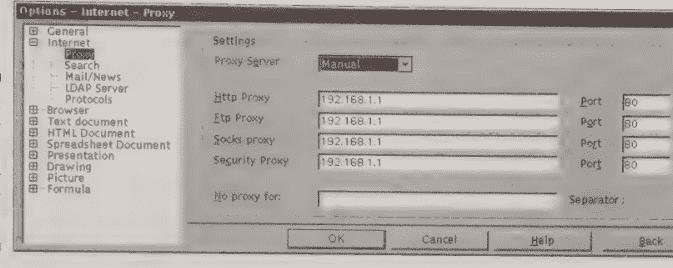 Options - Internet - Proxy
General
Internet
Proxy
Search
Mail/News
LDAP Server
Protocols
Browser
Text document
HTML Document
Spreadsheet Document
Presentation
Drawing
Picture
Formula
Settings
Proxy Server Manual
Http Proxy 192.168.1.1 Port 80
Ftp Proxy 192.168.1.1 Port 80
Socks proxy 192.168.1.1 Port 80
Security Proxy 192.168.1.1 Port 80
No proxy for: Separator ;
OK Cancel Help Back